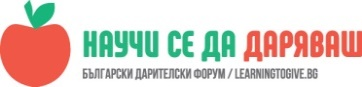 НАУЧИ СЕ ДА ДАРЯВАШ
БЪЛГАРСКИ ДАРИТЕЛСКИ ФОРУМ / LEARNINGTOGIVE.BG